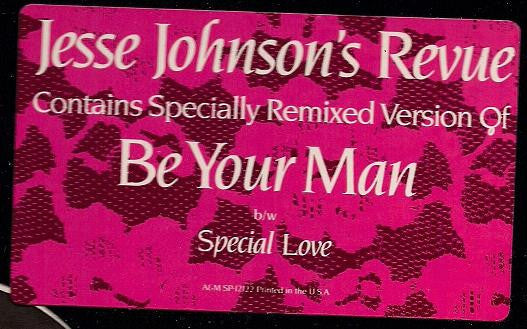 Jesse Johnson's Revue
Contains Specially Remixed Version Of
Be Your Man
b/w
Special Love
A&M SP-12122 Printed in the U.S.A.